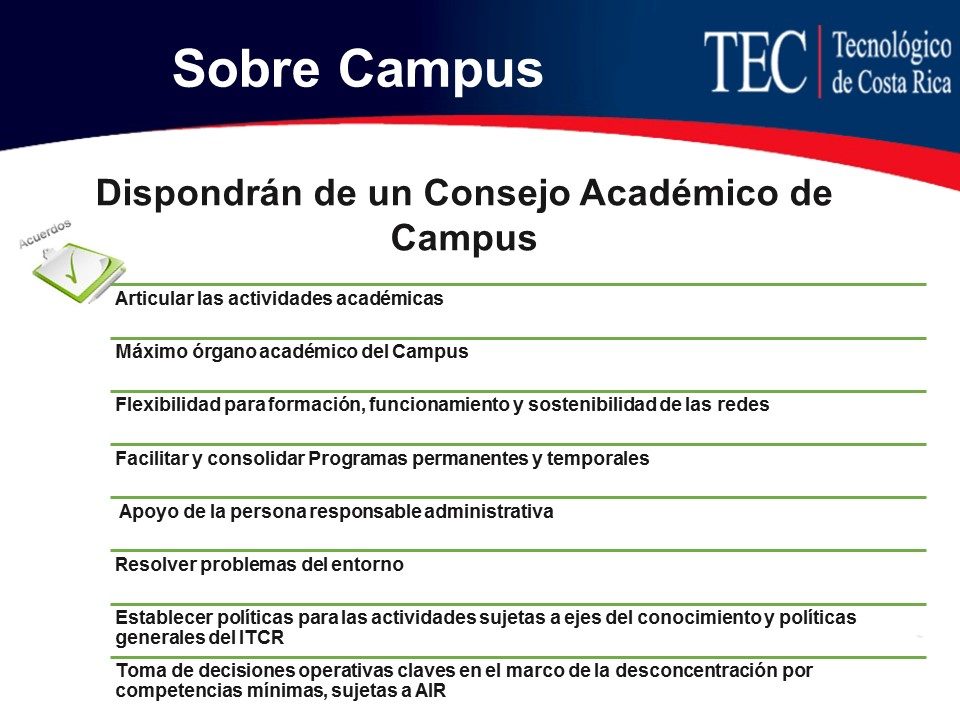 Sobre Campus
TEC | Tecnológico
de Costa Rica
Dispondrán de un Consejo Académico de
Campus
Acuerdos
Articular las actividades académicas
Máximo órgano académico del Campus
Flexibilidad para formación, funcionamiento y sostenibilidad de las redes
Facilitar y consolidar Programas permanentes y temporales
Apoyo de la persona responsable administrativa
Resolver problemas del entorno
Establecer políticas para las actividades sujetas a ejes del conocimiento y políticas
generales del ITCR
Toma de decisiones operativas claves en el marco de la desconcentración por
competencias mínimas, sujetas a AIR